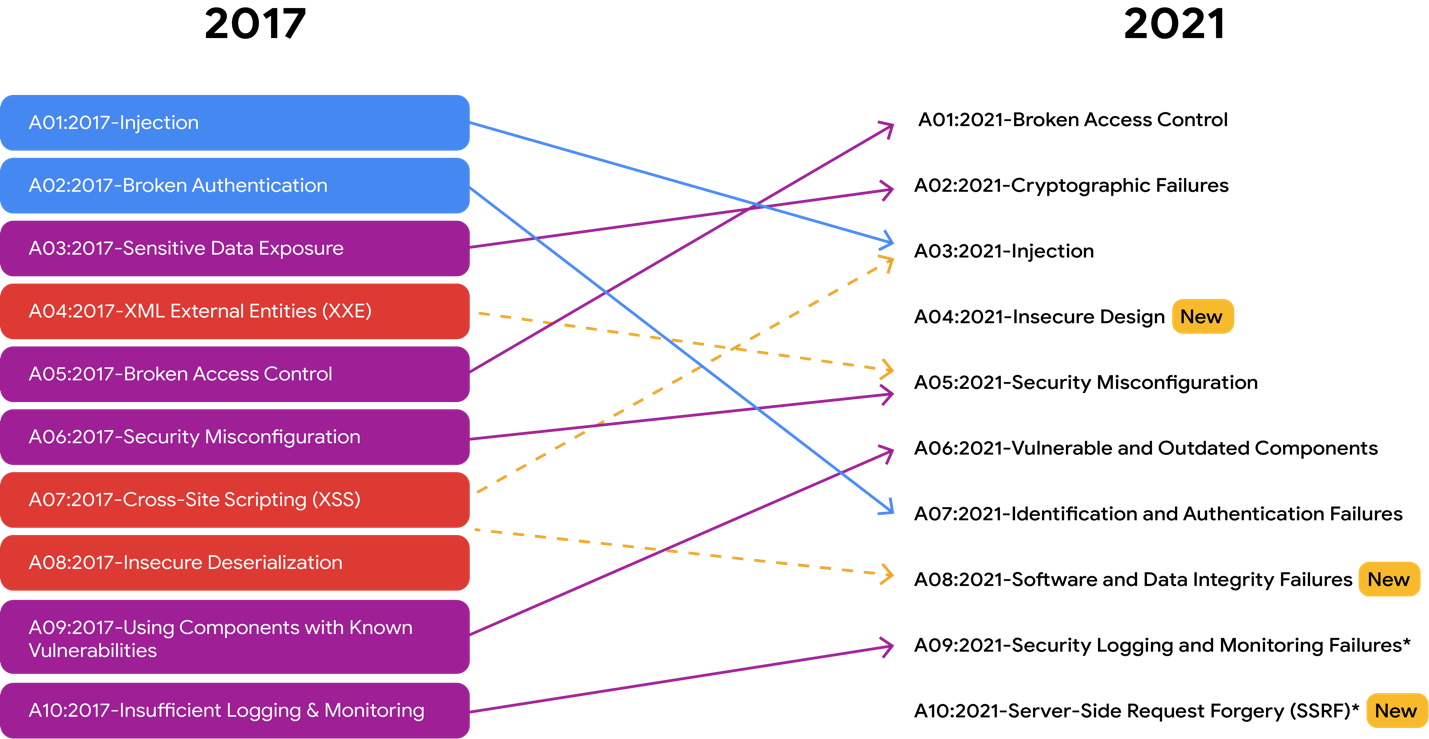 2017
2021
A01:2017-Injection
A02:2017-Broken Authentication
A03:2017-Sensitive Data Exposure
A04:2017-XML External Entities (XXE)
A05:2017-Broken Access Control
A06:2017-Security Misconfiguration
A07:2017-Cross-Site Scripting (XSS)
A08:2017-Insecure Deserialization
A09:2017-Using Components with Known
Vulnerabilities
A10:2017-Insufficient Logging & Monitoring
A01:2021-Broken Access Control
A02:2021-Cryptographic Failures
A03:2021-Injection
A04:2021-Insecure Design New
A05:2021-Security Misconfiguration
A06:2021-Vulnerable and Outdated Components
A07:2021-Identification and Authentication Failures
A08:2021-Software and Data Integrity Failures New
A09:2021-Security Logging and Monitoring Failures*
A10:2021-Server-Side Request Forgery (SSRF)* New